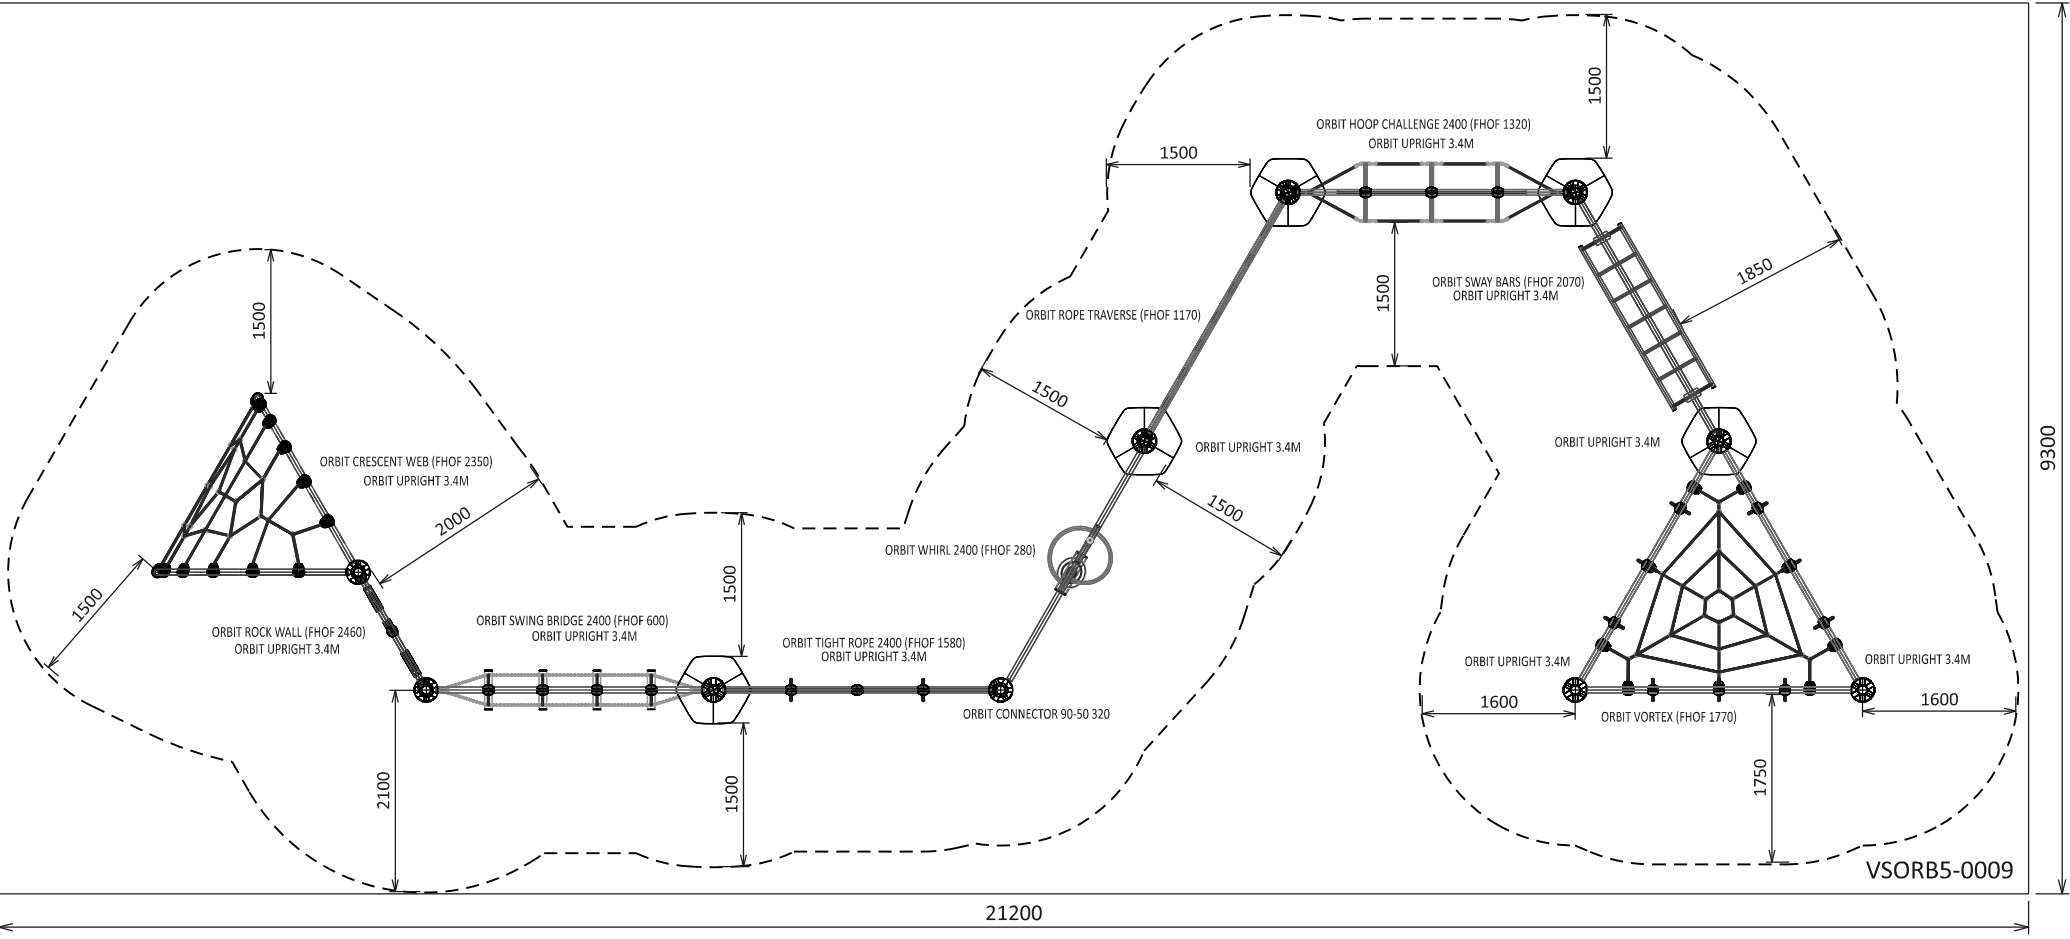 1500
ORBIT HOOP CHALLENGE 2400 (FHOF 1320)
ORBIT UPRIGHT 3.4M
1500
1850
ORBIT SWAY BARS (FHOF 2070)
ORBIT UPRIGHT 3.4M
1500
1500
ORBIT ROPE TRAVERSE (FHOF 1170)
1500
ORBIT UPRIGHT 3.4M
ORBIT UPRIGHT 3.4M
9300
ORBIT CRESCENT WEB (FHOF 2350)
ORBIT UPRIGHT 3.4M
2000
1500
ORBIT WHIRL 2400 (FHOF 280)
1500
1500
ORBIT ROCK WALL (FHOF 2460)
ORBIT UPRIGHT 3.4M
ORBIT SWING BRIDGE 2400 (FHOF 600)
ORBIT UPRIGHT 3.4M
ORBIT TIGHT ROPE 2400 (FHOF 1580)
ORBIT UPRIGHT 3.4M
ORBIT UPRIGHT 3.4M
ORBIT UPRIGHT 3.4M
1600
1600
ORBIT CONNECTOR 90-50 320
ORBIT VORTEX (FHOF 1770)
2100
1500
1750
VSORB5-0009
21200